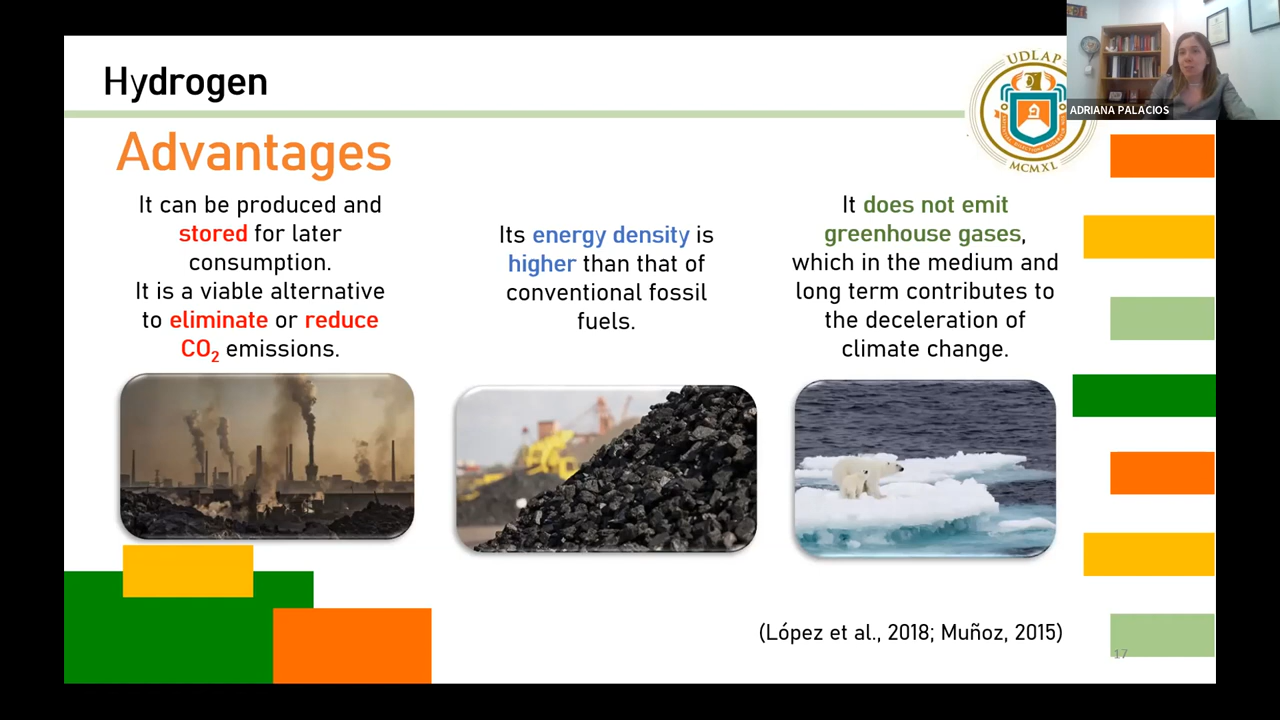 Hydrogen
UDLAP
MCMXL
ADRIANA PALACIOS
Advantages
It can be produced and
stored for later
consumption.
It is a viable alternative
to eliminate or reduce
CO₂ emissions.
Its energy density is
higher than that of
conventional fossil
fuels.
It does not emit
greenhouse gases,
which in the medium and
long term contributes to
the deceleration of
climate change.
(López et al., 2018; Muñoz, 2015)
17